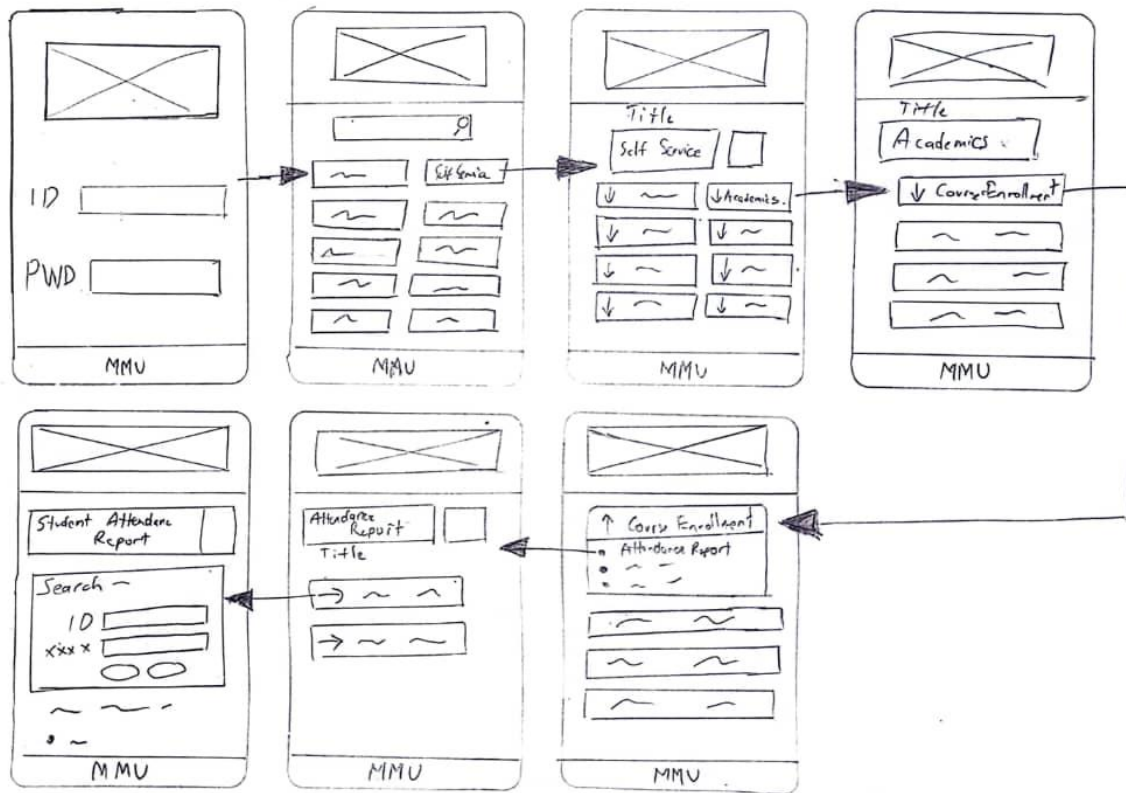 ID
PWD
MMU
Self Service
MMU
Title
Self Service
Academics.
MMU
Title
Academics
Course Enrollment
MMU
Course Enrollment
Attendance Report
MMU
Attendance
Report
Title
MMU
Student Attendance
Report
Search
ID
xxxx
MMU